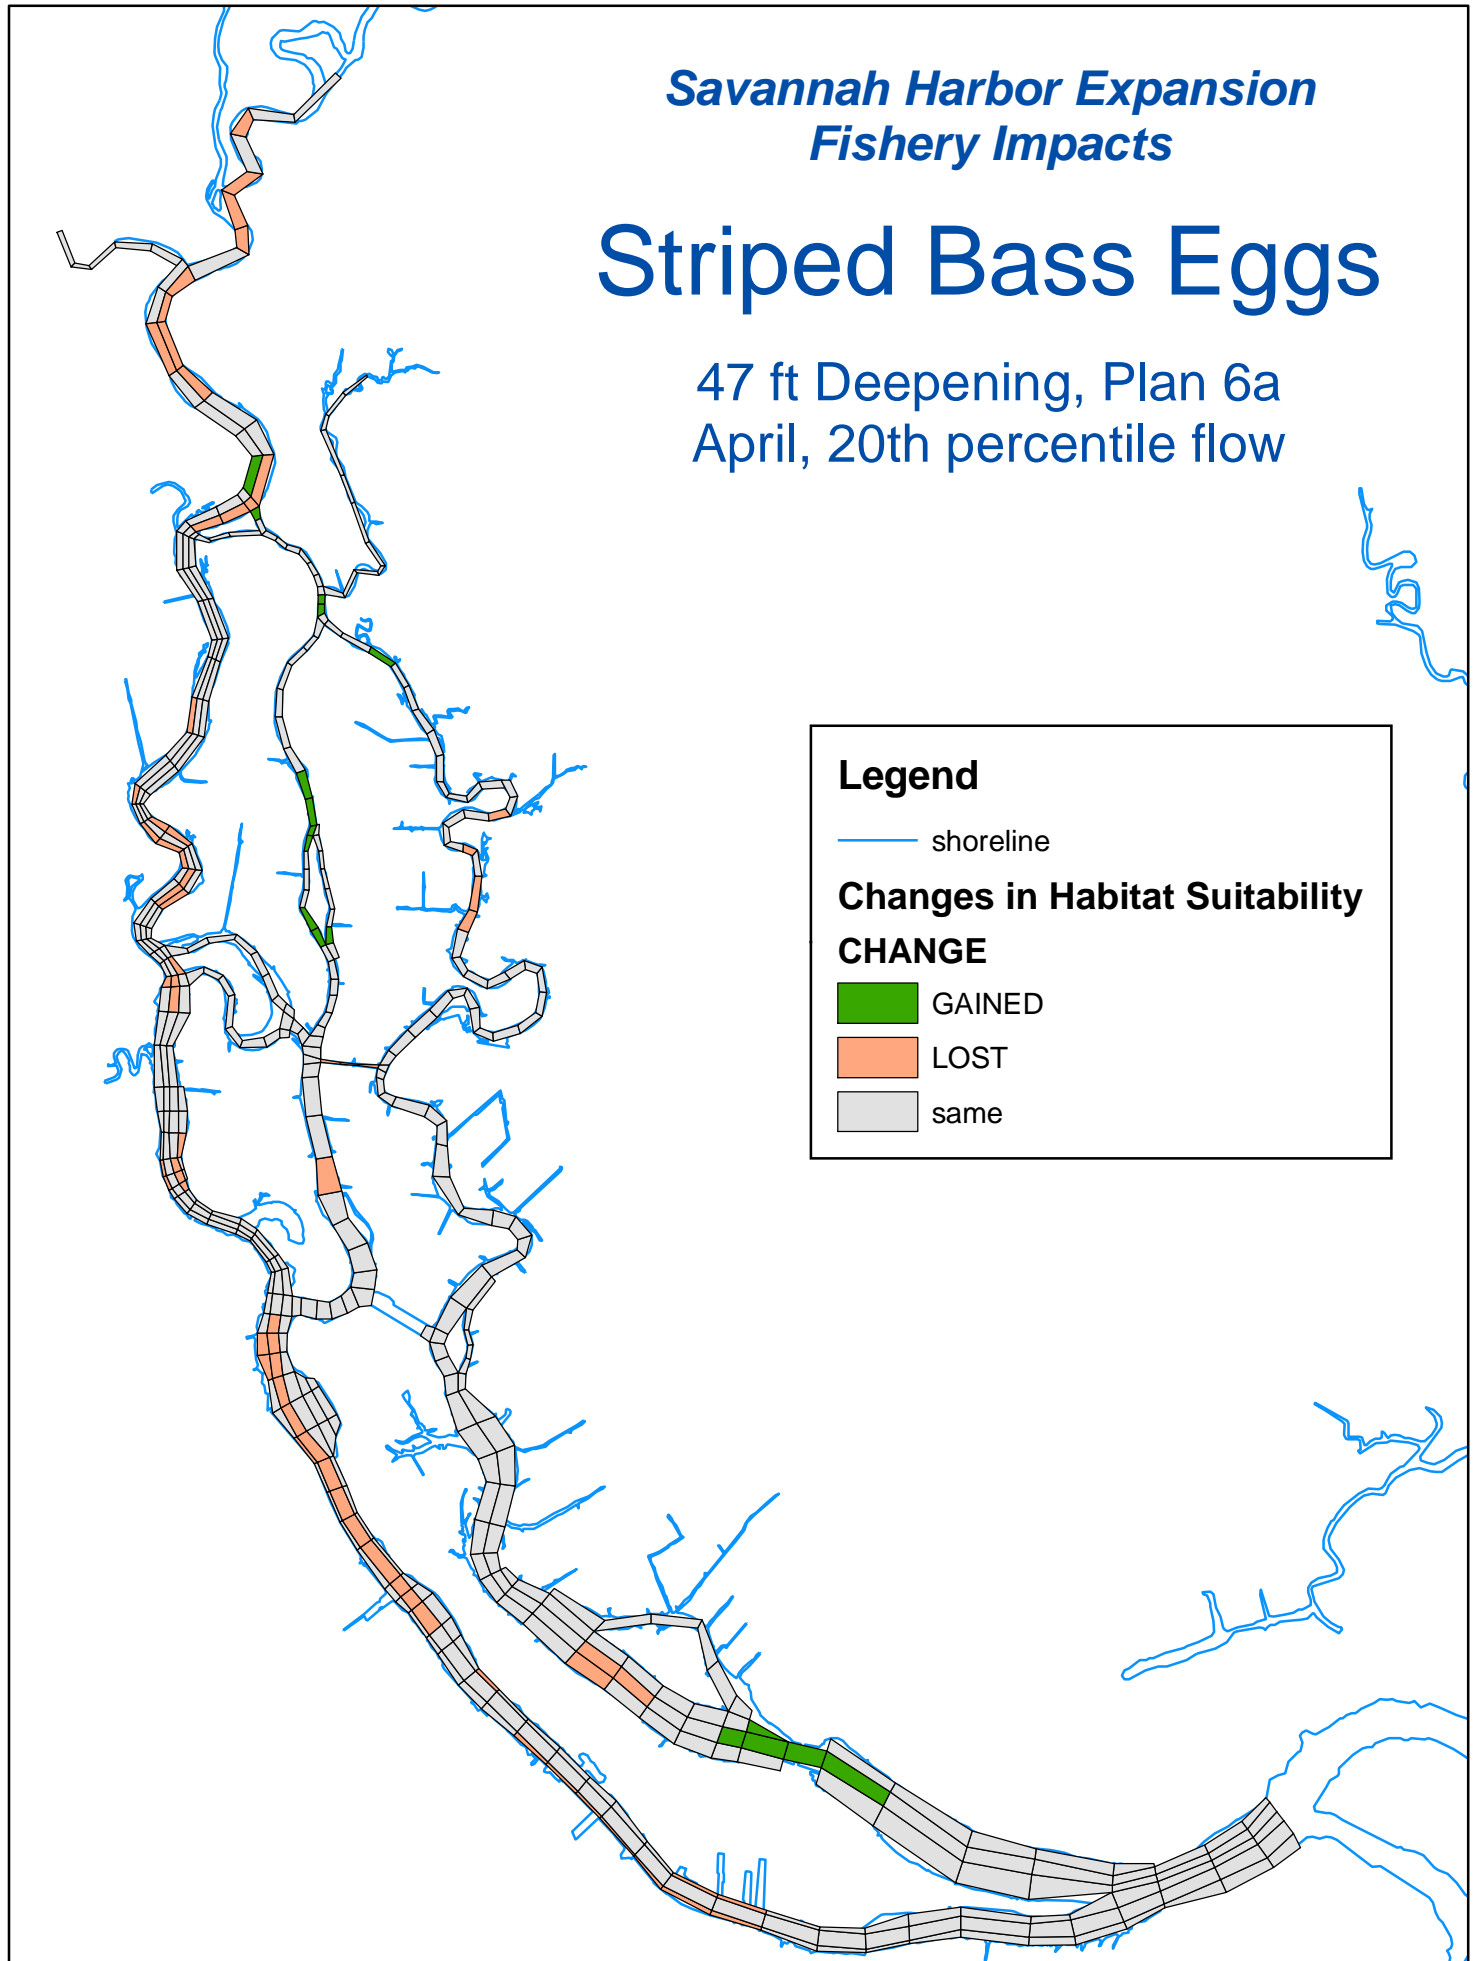 Savannah Harbor Expansion
Fishery Impacts
Striped Bass Eggs
47 ft Deepening, Plan 6a
April, 20th percentile flow
Legend
shoreline
Changes in Habitat Suitability
CHANGE
GAINED
LOST
same